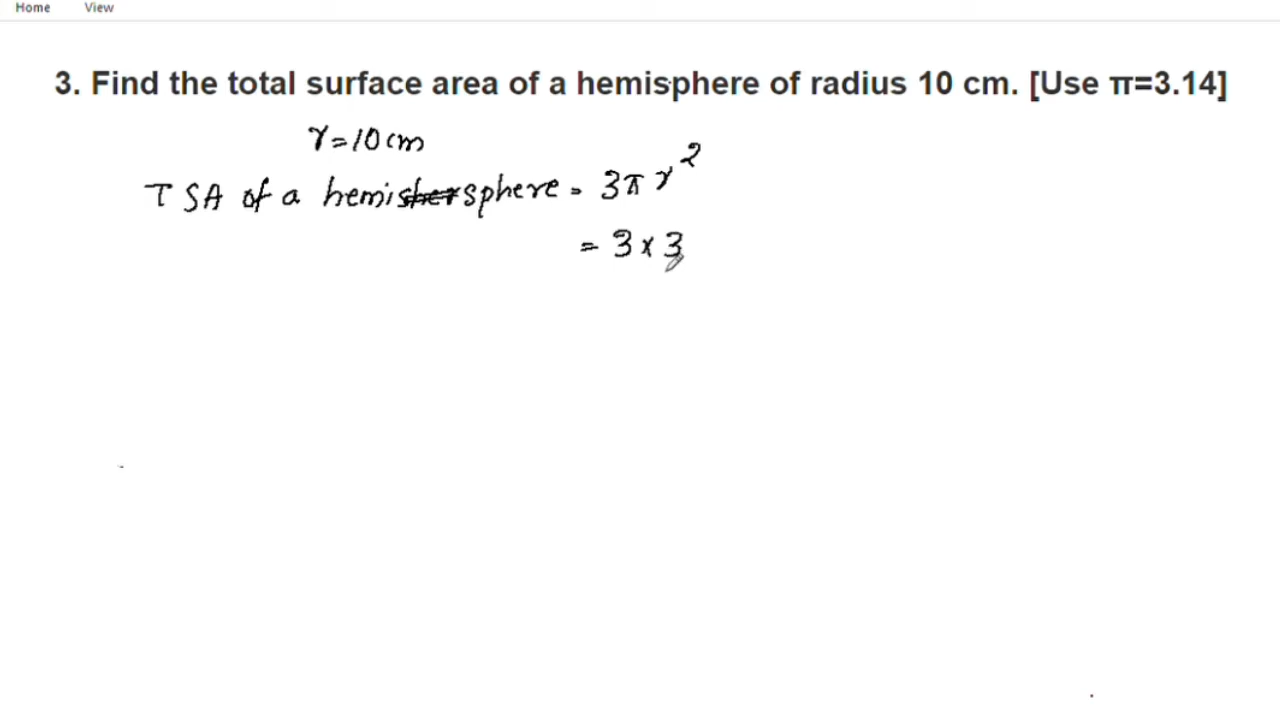 Home View
3. Find the total surface area of a hemisphere of radius 10 cm. [Use π=3.14]
r=10cm
TSA of a hemisphere = 3πr²
= 3×3